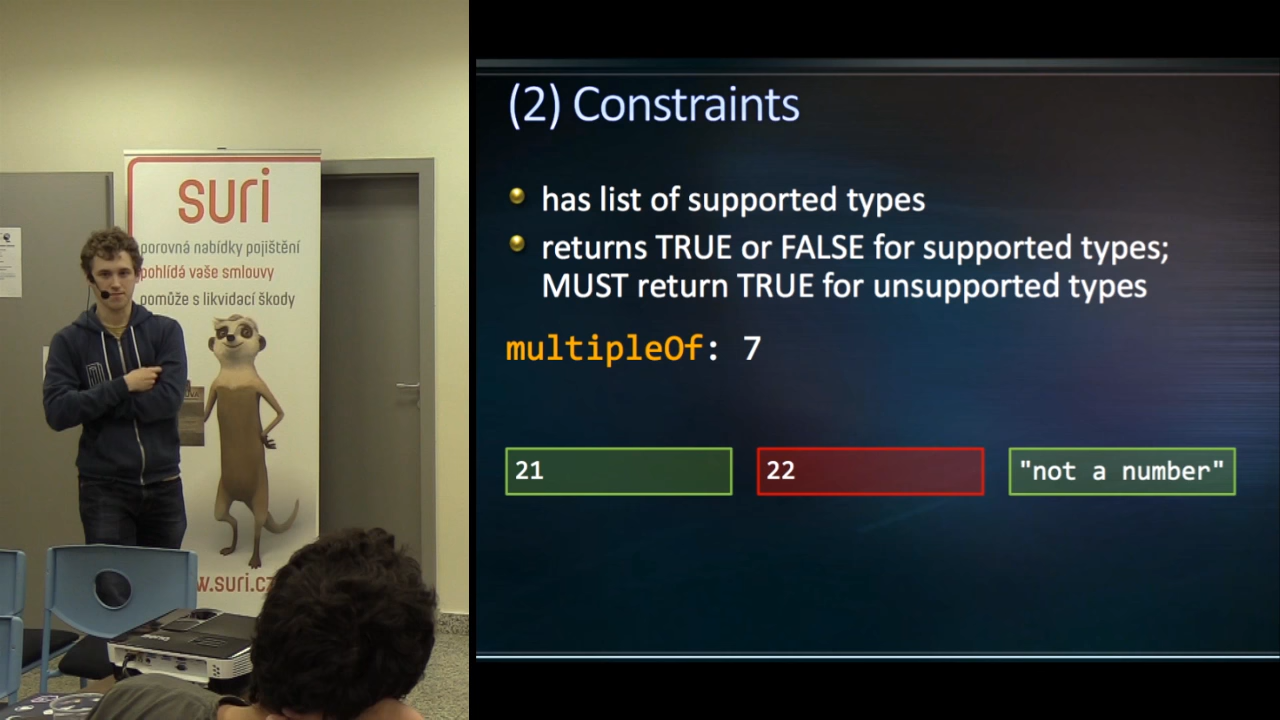 suri
porovná nabídky pojištění
pohlídá vaše smlouvy
pomůže s likvidací škody
w.suri.cz
(2) Constraints
has list of supported types
returns TRUE or FALSE for supported types;
MUST return TRUE for unsupported types
multipleOf: 7
21
22
"not a number"